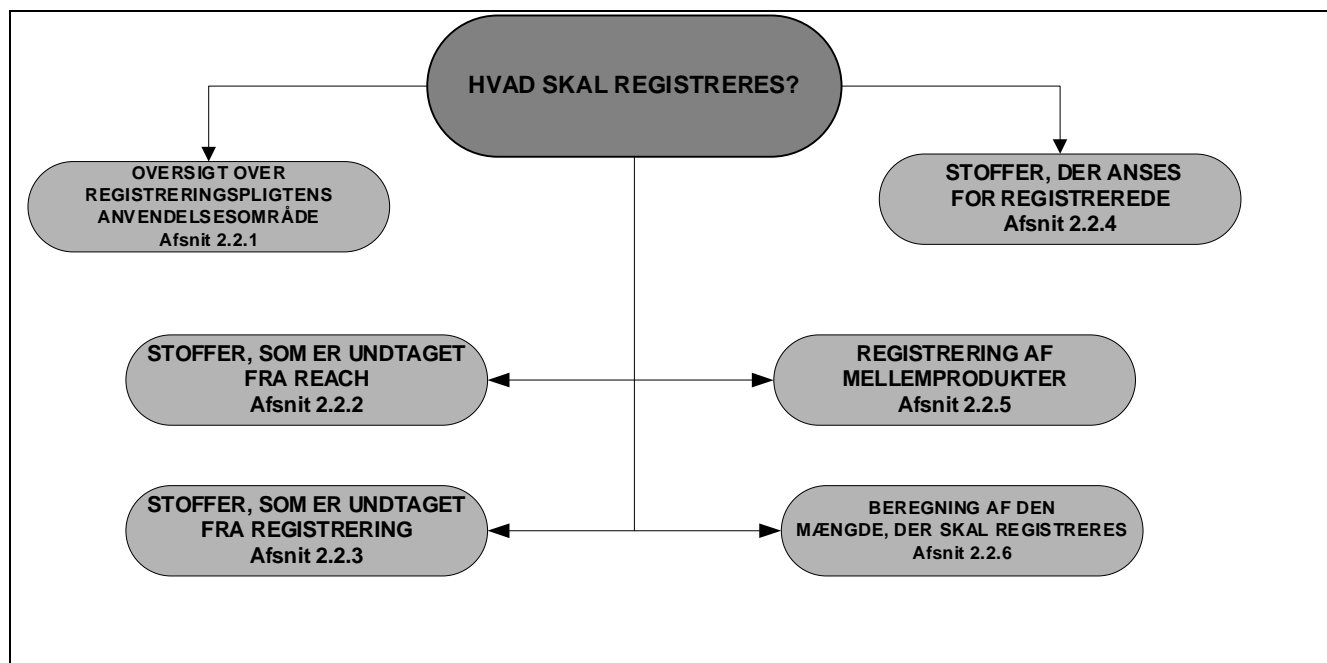 HVAD SKAL REGISTRERES?
OVERSIGT OVER
REGISTRERINGSPLIGTENS
ANVENDELSESOMRÅDE
Afsnit 2.2.1
STOFFER, DER ANSES
FOR REGISTREREDE
Afsnit 2.2.4
STOFFER, SOM ER UNDTAGET
FRA REACH
Afsnit 2.2.2
REGISTRERING AF
MELLEMPRODUKTER
Afsnit 2.2.5
STOFFER, SOM ER UNDTAGET
FRA REGISTRERING
Afsnit 2.2.3
BEREGNING AF DEN
MÆNGDE, DER SKAL REGISTRERES
Afsnit 2.2.6